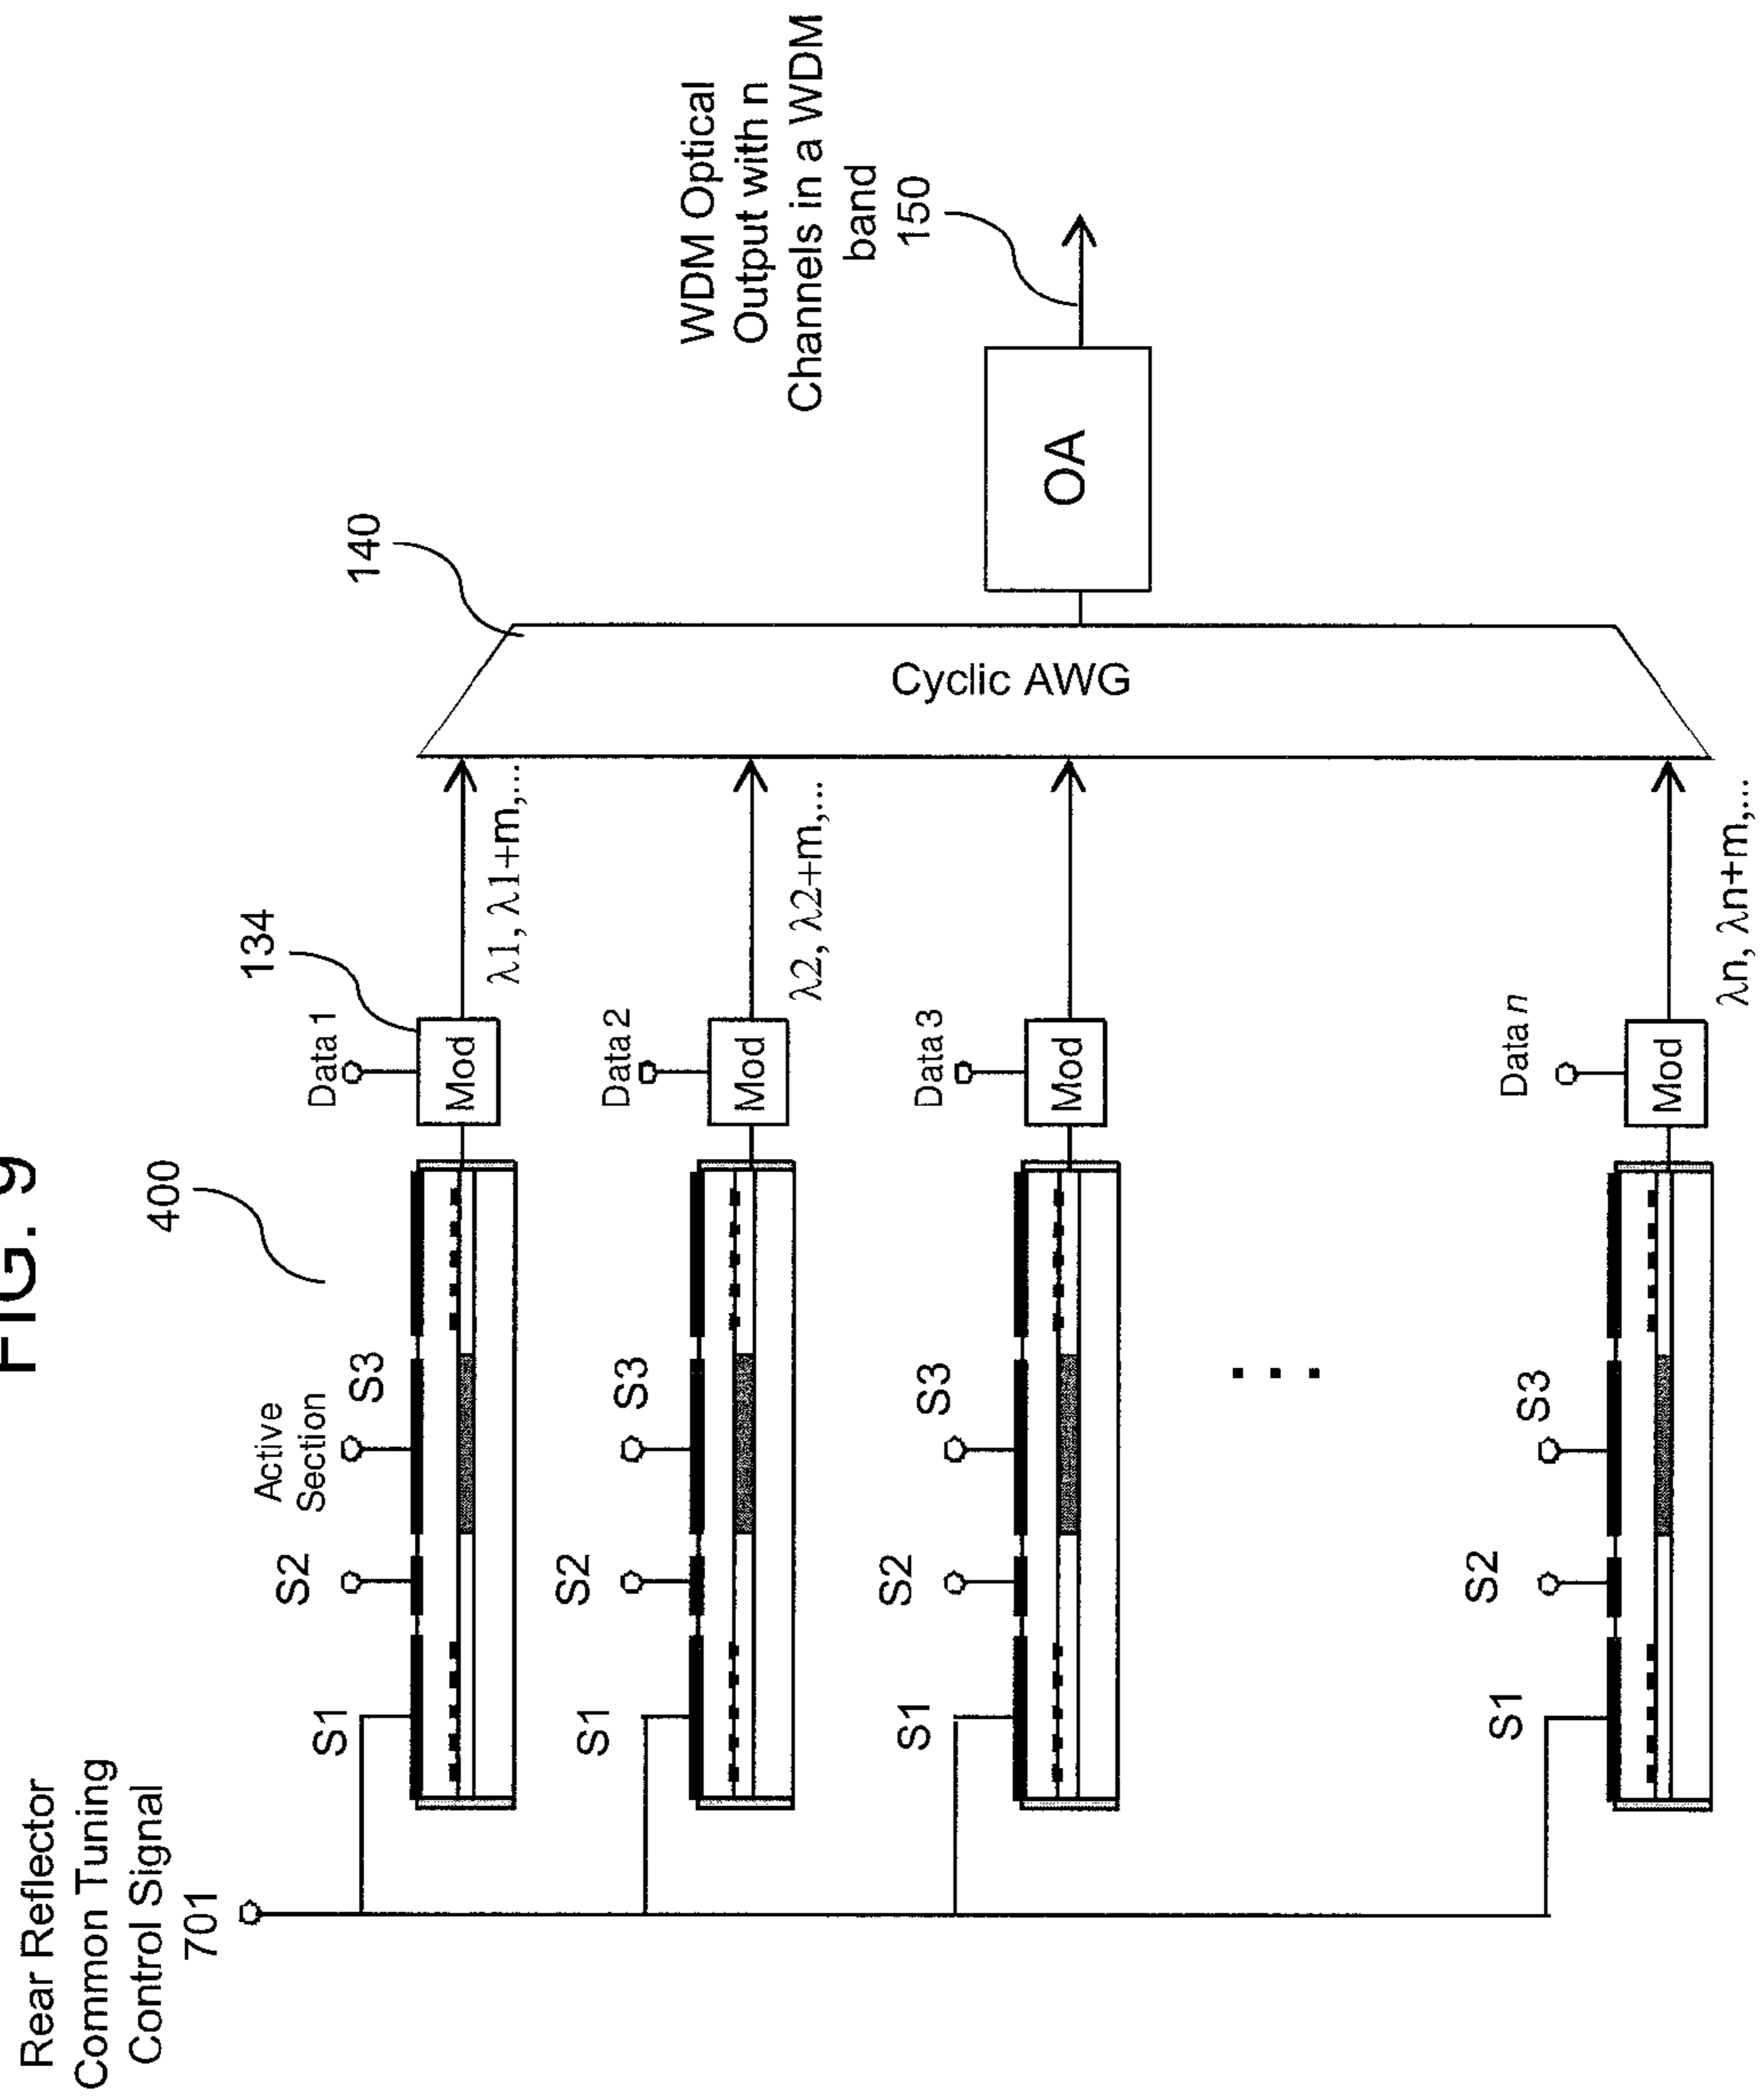 FIG. 9
Rear Reflector
Common Tuning
Control Signal
701
400
134
140
WDM Optical
Output with n
Channels in a WDM
band
150
S1
S2
Active
Section
S3
Data 1
Mod
λ1, λ1+m,...
S1
S2
S3
Data 2
Mod
λ2, λ2+m,...
S1
S2
S3
Data 3
Mod
...
S1
S2
S3
Data n
Mod
λn, λn+m,...
Cyclic AWG
OA